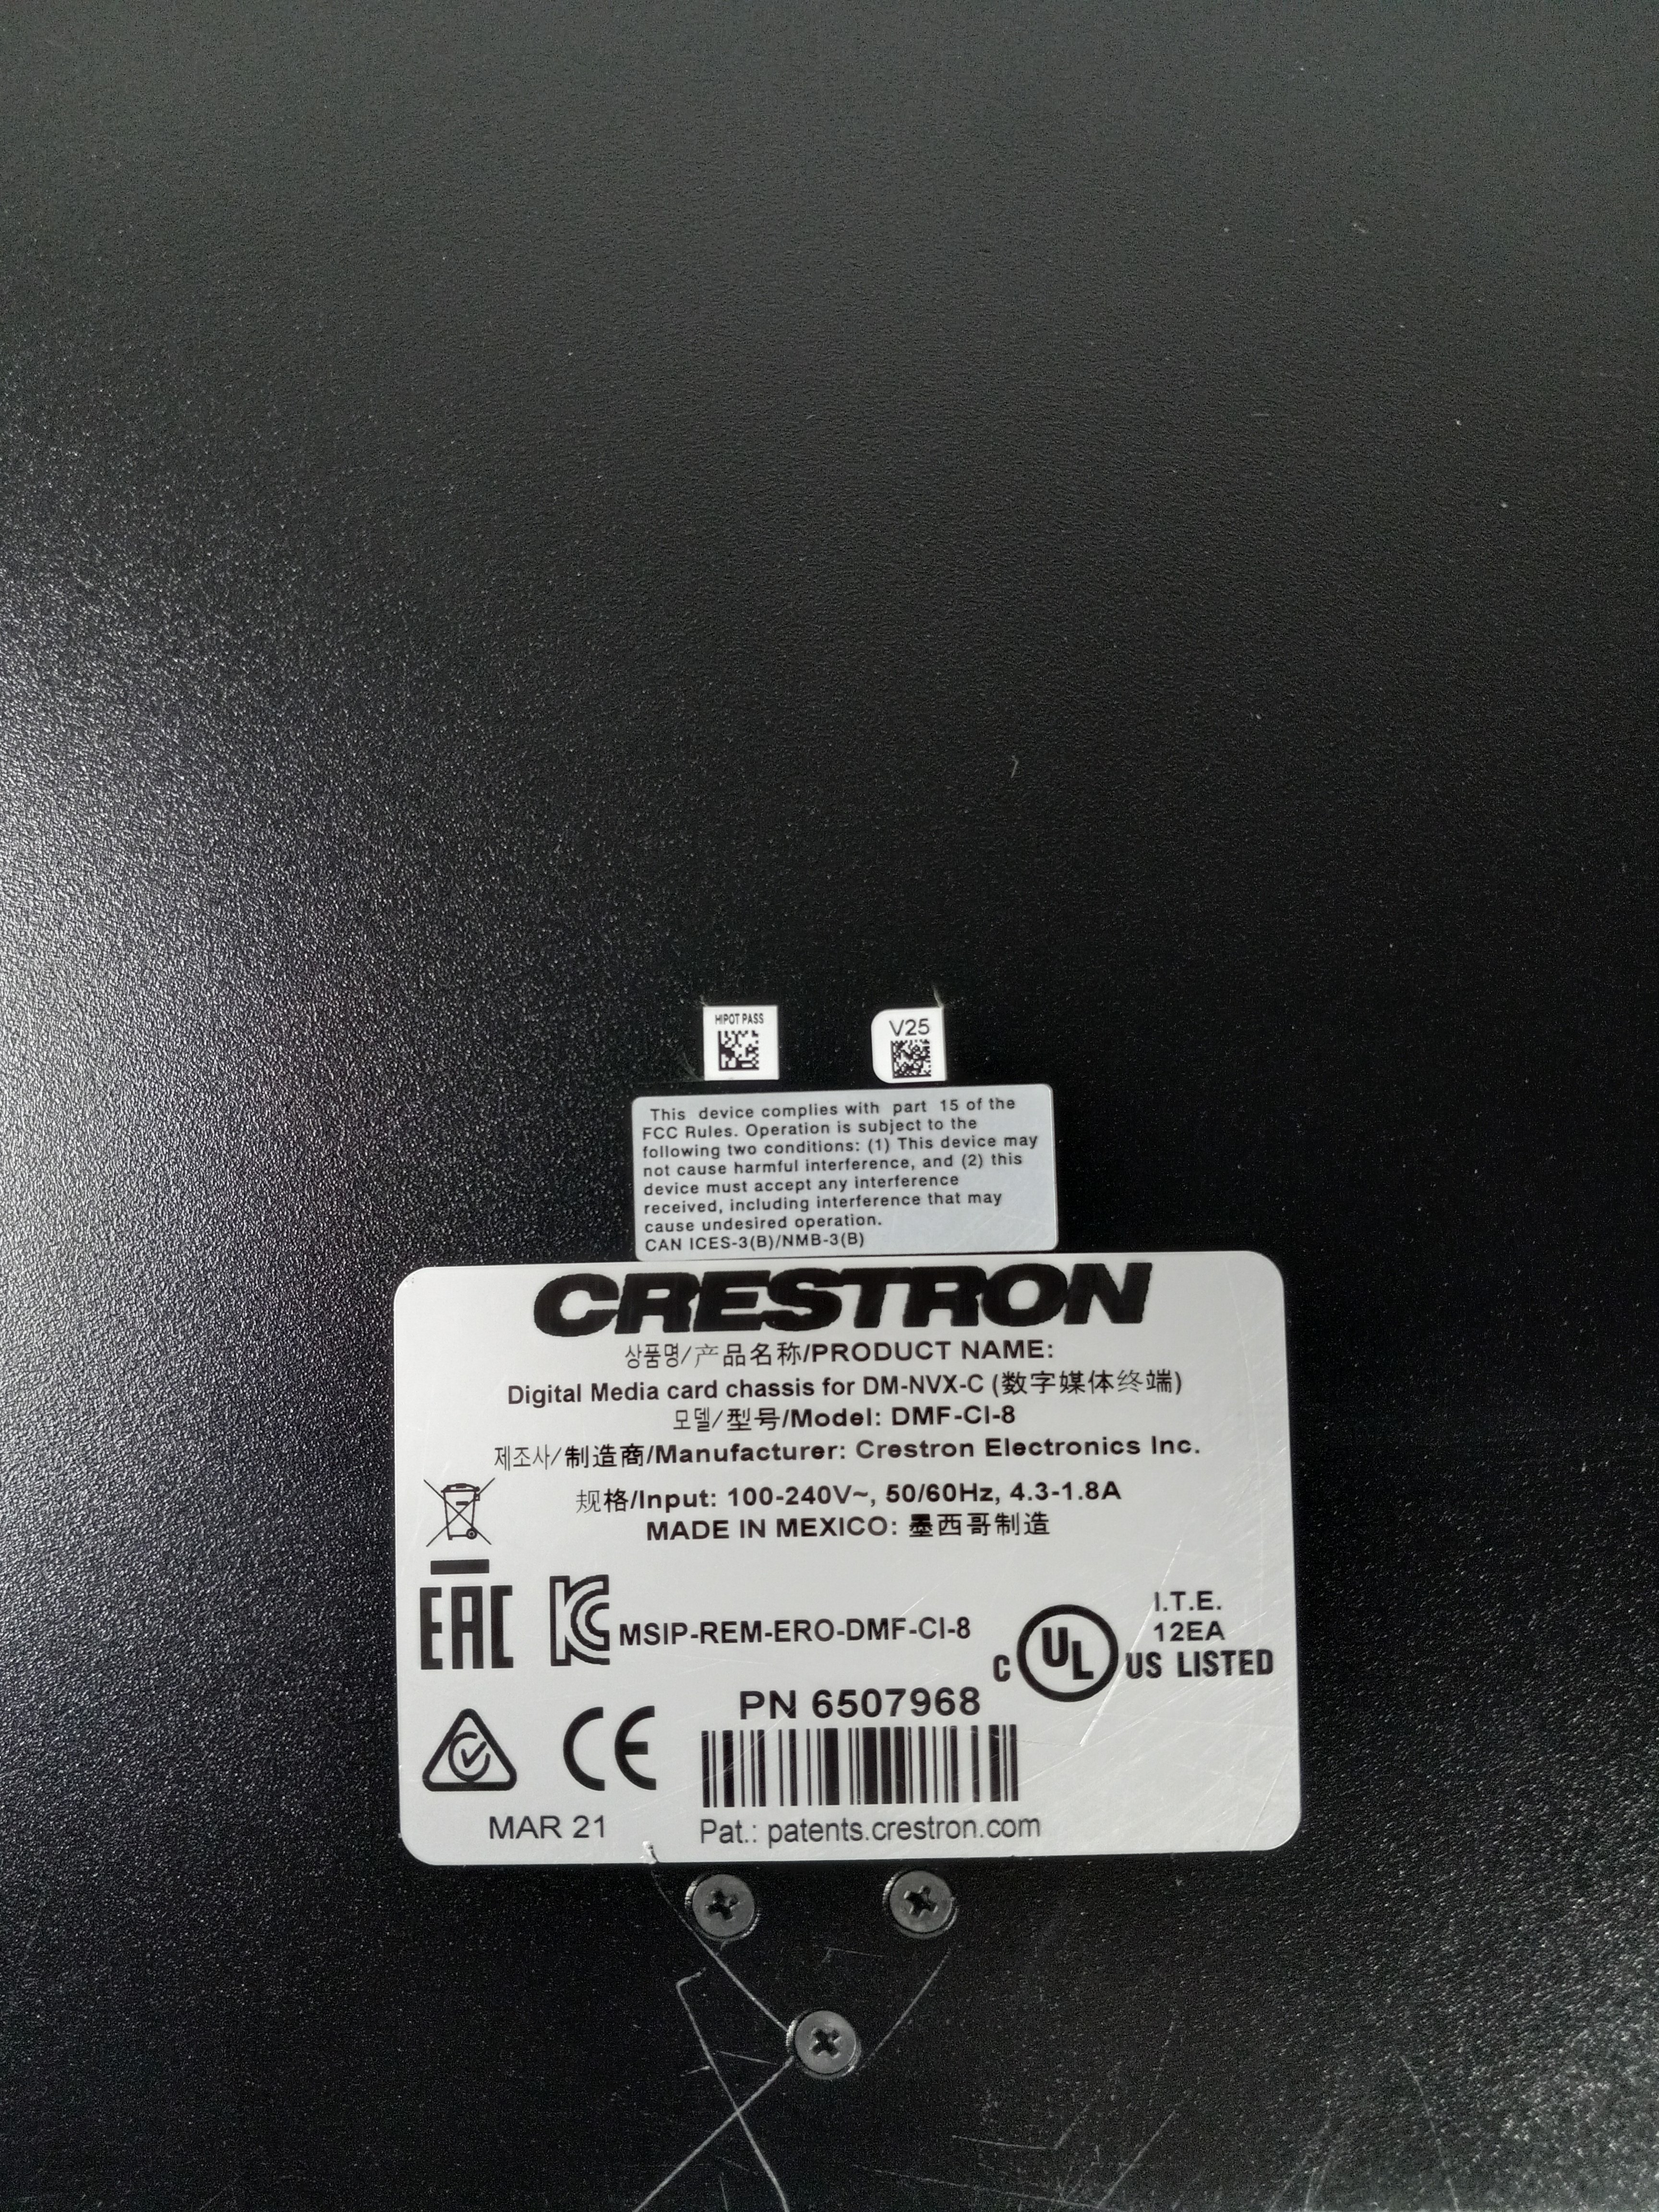 HIPOT PASS
V25
This device complies with part 15 of the
FCC Rules. Operation is subject to the
following two conditions: (1) This device may
not cause harmful interference, and (2) this
device must accept any interference
received, including interference that may
cause undesired operation.
CAN ICES-3(B)/NMB-3(B)
CRESTRON
상품명/产品名称/PRODUCT NAME:
Digital Media card chassis for DM-NVX-C (数字媒体终端)
모델/型号/Model: DMF-CI-8
제조사/制造商/Manufacturer: Crestron Electronics Inc.
规格/Input: 100-240V~, 50/60Hz, 4.3-1.8A
MADE IN MEXICO: 墨西哥制造
EAC
KC MSIP-REM-ERO-DMF-CI-8
I.T.E.
12EA
C UL US LISTED
PN 6507968
CE
MAR 21
Pat.: patents.crestron.com